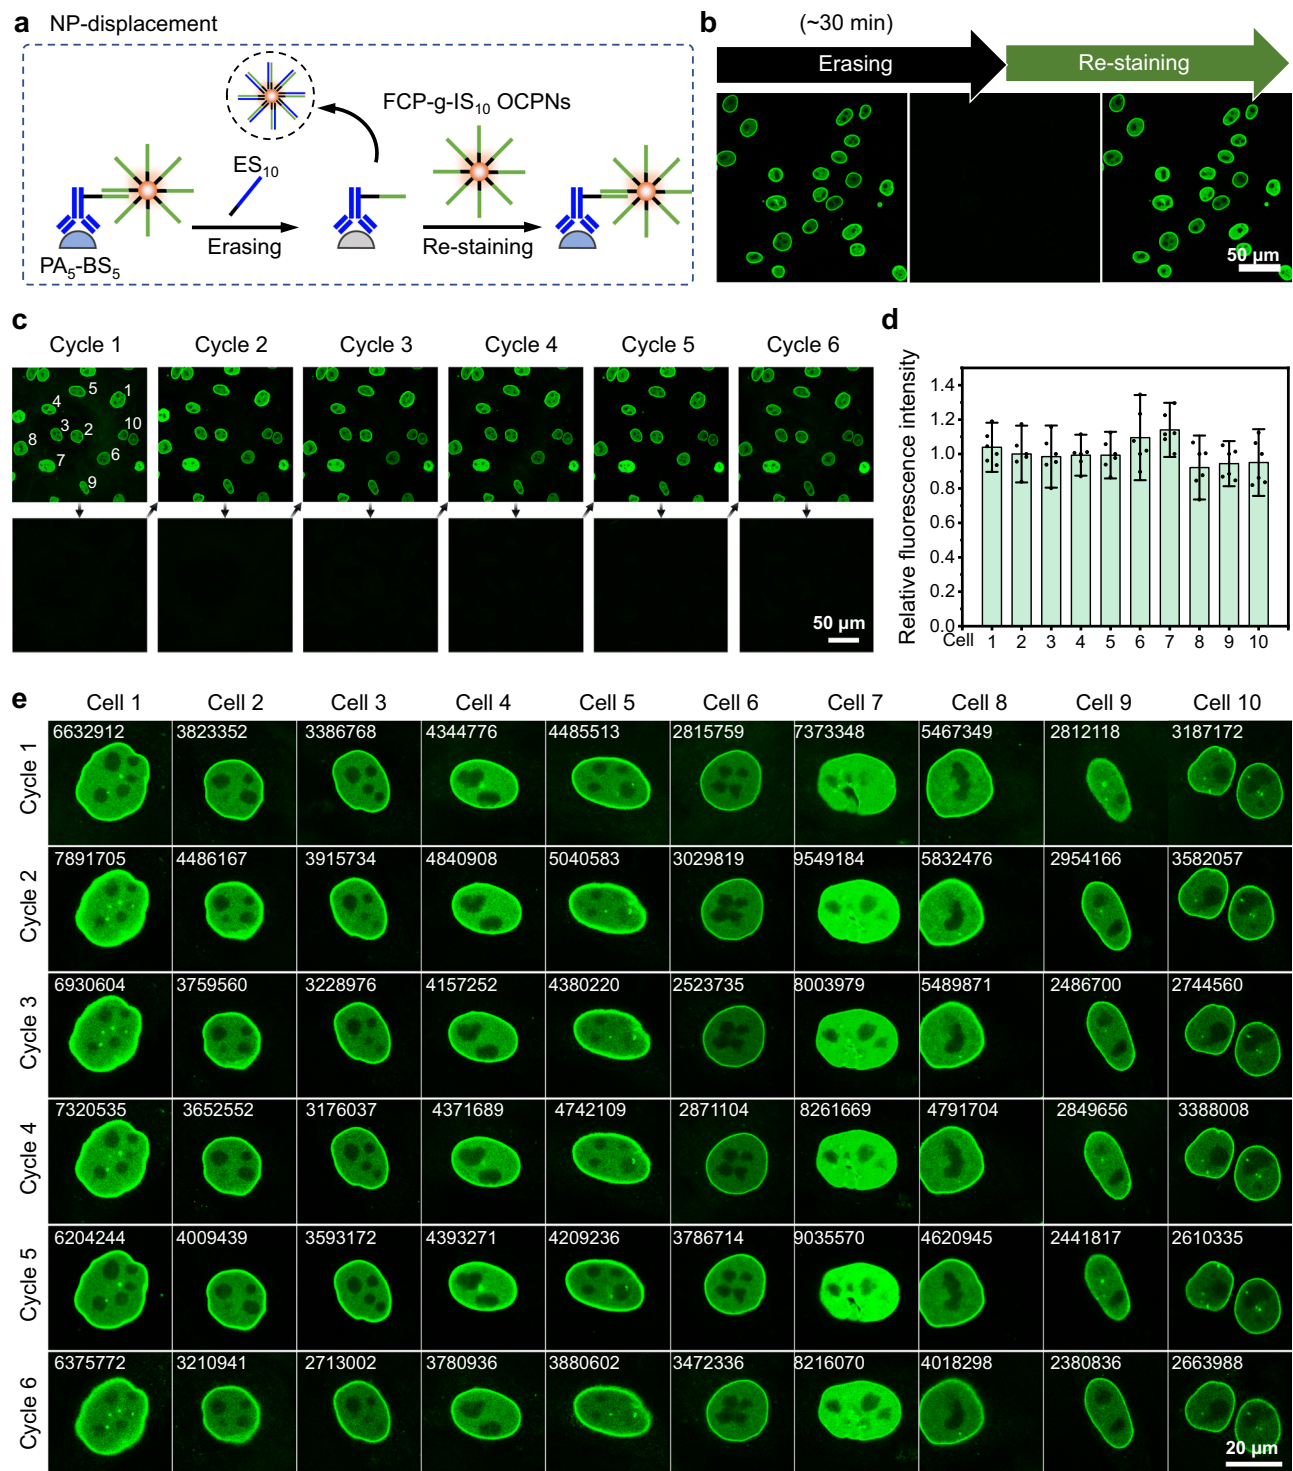 a NP-displacement
FCP-g-IS10 OCPNs
ES10
Erasing
Re-staining
PA5-BS5
b (~30 min)
Erasing
Re-staining
50 µm
c
Cycle 1 Cycle 2 Cycle 3 Cycle 4 Cycle 5 Cycle 6
5 1
4
3 2 10
8
7 6
9
50 µm
d
Relative fluorescence intensity
1.4
1.2
1.0
0.8
0.6
0.4
0.2
0.0
Cell 1 2 3 4 5 6 7 8 9 10
e Cell 1 Cell 2 Cell 3 Cell 4 Cell 5 Cell 6 Cell 7 Cell 8 Cell 9 Cell 10
Cycle 1 6632912 3823352 3386768 4344776 4485513 2815759 7373348 5467349 2812118 3187172
Cycle 2 7891705 4486167 3915734 4840908 5040583 3029819 9549184 5832476 2954166 3582057
Cycle 3 6930604 3759560 3228976 4157252 4380220 2523735 8003979 5489871 2486700 2744560
Cycle 4 7320535 3652552 3176037 4371689 4742109 2871104 8261669 4791704 2849656 3388008
Cycle 5 6204244 4009439 3593172 4393271 4209236 3786714 9035570 4620945 2441817 2610335
Cycle 6 6375772 3210941 2713002 3780936 3880602 3472336 8216070 4018298 2380836 2663988
20 µm